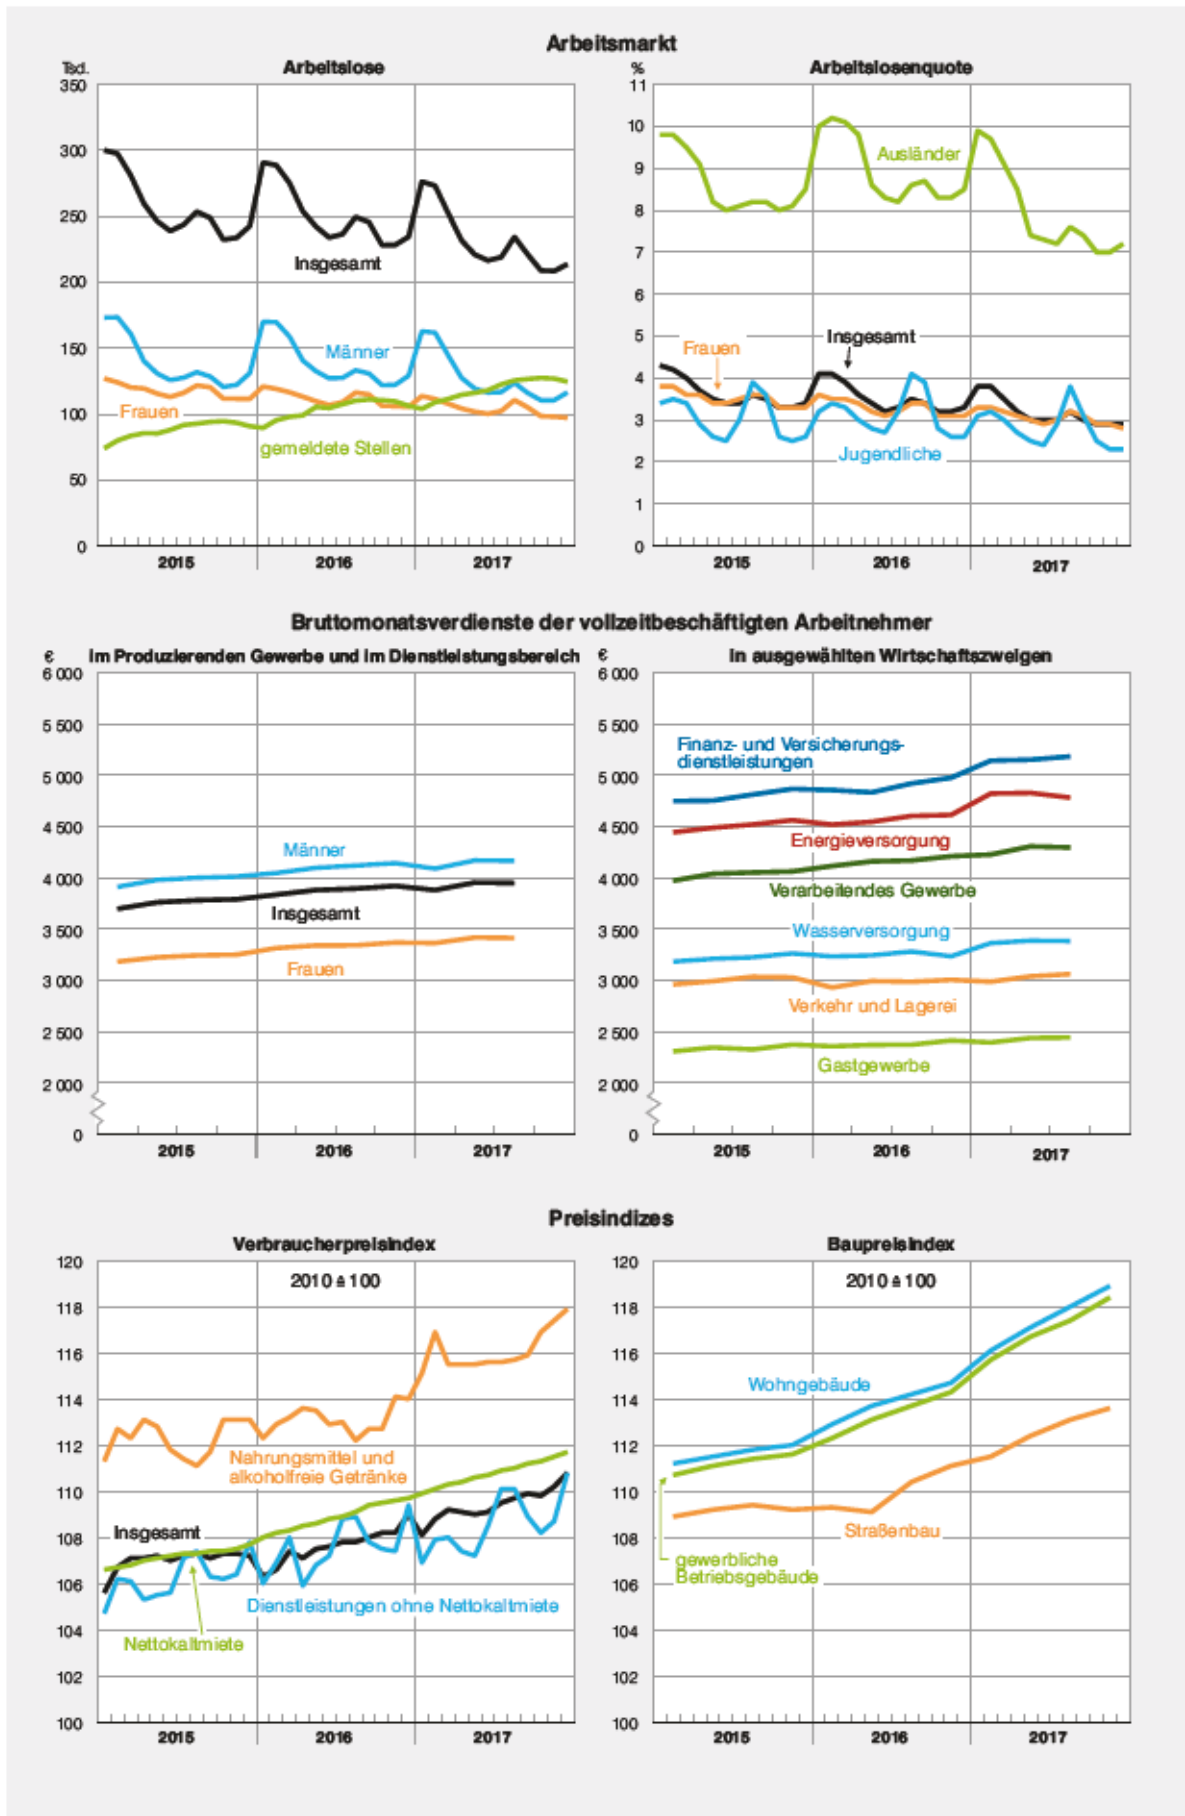 Arbeitsmarkt
Tsd.
Arbeitslose
350
300
250
200
150
100
50
0
Insgesamt
Männer
Frauen
gemeldete Stellen
2015
2016
2017
%
Arbeitslosenquote
11
10
9
8
7
6
5
4
3
2
1
0
Ausländer
Insgesamt
Frauen
Jugendliche
2015
2016
2017
Bruttomonatsverdienste der vollzeitbeschäftigten Arbeitnehmer
€
Im Produzierenden Gewerbe und im Dienstleistungsbereich
6 000
5 500
5 000
4 500
4 000
3 500
3 000
2 500
2 000
0
Männer
Insgesamt
Frauen
2015
2016
2017
€
In ausgewählten Wirtschaftszweigen
6 000
5 500
5 000
4 500
4 000
3 500
3 000
2 500
2 000
0
Finanz- und Versicherungs-
dienstleistungen
Energieversorgung
Verarbeitendes Gewerbe
Wasserversorgung
Verkehr und Lagerei
Gastgewerbe
2015
2016
2017
Preisindizes
Verbraucherpreisindex
2010 ≙ 100
120
118
116
114
112
110
108
106
104
102
100
Nahrungsmittel und
alkoholfreie Getränke
Insgesamt
Dienstleistungen ohne Nettokaltmiete
Nettokaltmiete
2015
2016
2017
Baupreisindex
2010 ≙ 100
120
118
116
114
112
110
108
106
104
102
100
Wohngebäude
Straßenbau
gewerbliche
Betriebsgebäude
2015
2016
2017